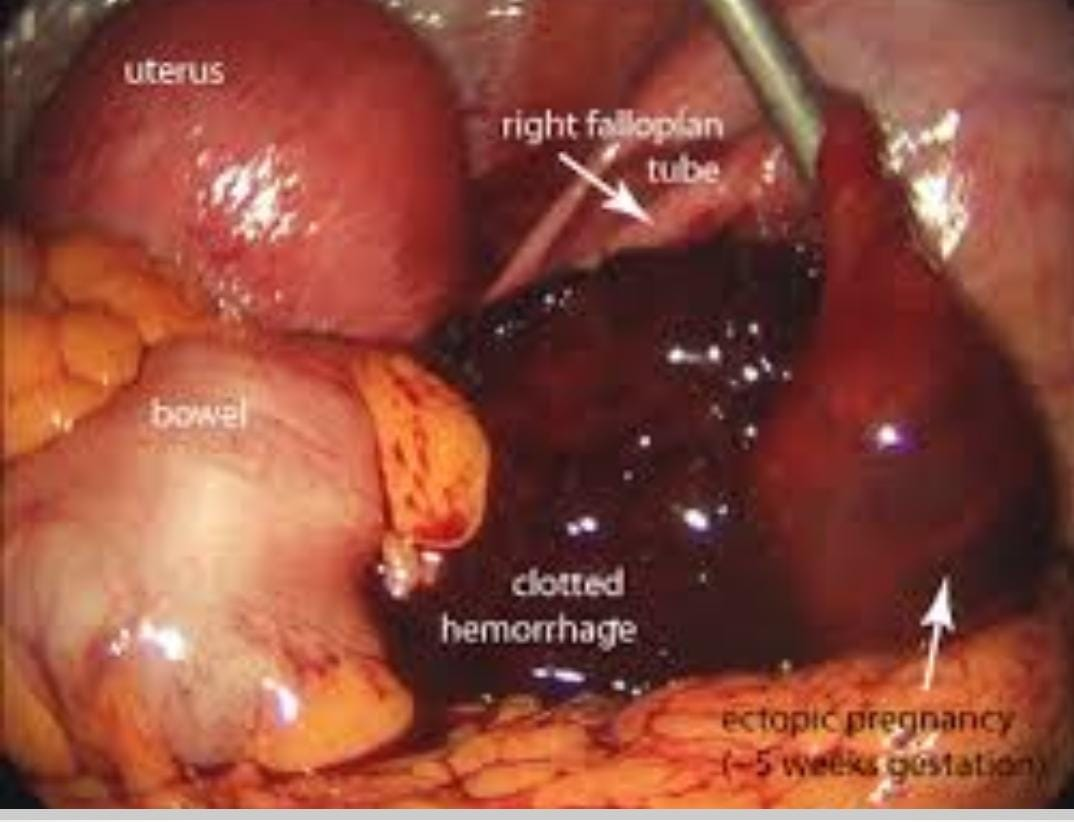 uterus
right fallopian
tube
bowel
clotted
hemorrhage
ectopic pregnancy
(~5 weeks gestation)